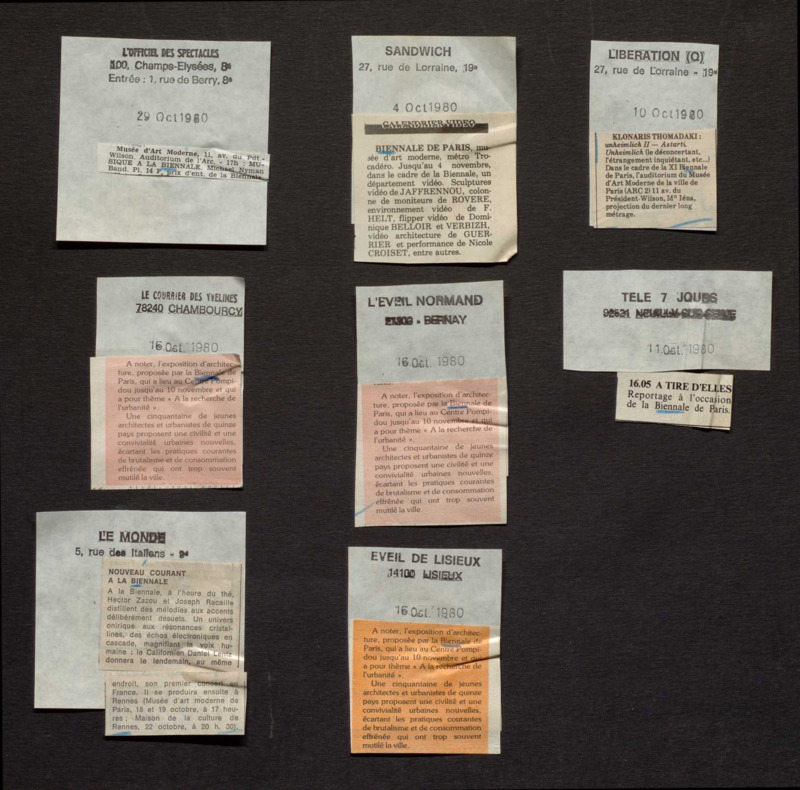 L'OFFICIEL DES SPECTACLES
100, Champs-Elysées, 8e
Entrée : 1, rue de Berry, 8e
29 Oct 1980
Musée d'Art Moderne, 11, av. du Pdt-
Wilson. Auditorium de l'Arc. - 17h : MU-
SIQUE A LA BIENNALE. Michael Nyman
Band. Pl. 14 F, prix d'ent. de la Biennale
SANDWICH
27, rue de Lorraine, 19e
4 Oct 1980
CALENDRIER VIDEO
BIENNALE DE PARIS, mu-
sée d'art moderne, métro Tro-
cadéro. Jusqu'au 4 novembre,
dans le cadre de la Biennale, un
département vidéo. Sculptures
vidéo de JAFFRENNOU, colon-
ne de moniteurs de ROVERE,
environnement vidéo de F.
HELT, flipper vidéo de Domi-
nique BELLOIR et VERBIZH,
vidéo architecture de GUER-
RIER et performance de Nicole
CROISET, entre autres.
LIBERATION (Q)
27, rue de Lorraine - 19e
10 Oct 1980
KLONARIS THOMADAKI :
unheimlich II — Astarti.
Unheimlich (le déconcertant,
l'étrangement inquiétant, etc...)
Dans le cadre de la XI Biennale
de Paris, l'auditorium du Musée
d'Art Moderne de la ville de
Paris (ARC 2) 11 av. du
Président-Wilson, Mº Iéna,
projection du dernier long
métrage.
LE COURRIER DES YVELINES
78240 CHAMBOURCY
16 Oct. 1980
A noter, l'exposition d'architec-
ture, proposée par la Biennale de
Paris, qui a lieu au Centre Pompi-
dou jusqu'au 10 novembre et qui
a pour thème « A la recherche de
l'urbanité ».
Une cinquantaine de jeunes
architectes et urbanistes de quinze
pays proposent une civilité et une
convivialité urbaines nouvelles,
écartant les pratiques courantes
de brutalisme et de consommation
effrénée qui ont trop souvent
mutilé la ville.
L'EVEIL NORMAND
BERNAY
16 Oct. 1980
A noter, l'exposition d'architec-
ture, proposée par la Biennale de
Paris, qui a lieu au Centre Pompi-
dou jusqu'au 10 novembre et qui
a pour thème « A la recherche de
l'urbanité ».
Une cinquantaine de jeunes
architectes et urbanistes de quinze
pays proposent une civilité et une
convivialité urbaines nouvelles,
écartant les pratiques courantes
de brutalisme et de consommation
effrénée qui ont trop souvent
mutilé la ville.
TELE 7 JOURS
92521 NEUILLY-SUR-SEINE
11 Oct. 1980
16.05 A TIRE D'ELLES
Reportage à l'occasion
de la Biennale de Paris.
LE MONDE
5, rue des Italiens - 9e
NOUVEAU COURANT
A LA BIENNALE
A la Biennale, à l'heure du thé,
Hector Zazou et Joseph Racaille
distillent des mélodies aux accents
délibérément désuets. Un univers
onirique aux résonances cristal-
lines, des échos électroniques en
cascade, magnifiant la voix hu-
maine : le Californien Daniel Lentz
donnera le lendemain, au même
endroit, son premier concert en
France. Il se produira ensuite à
Rennes (Musée d'art moderne de
Paris, 18 et 19 octobre, à 17 heu-
res ; Maison de la culture de
Rennes, 22 octobre, à 20 h. 30).
EVEIL DE LISIEUX
14100 LISIEUX
16 Oct. 1980
A noter, l'exposition d'architec-
ture, proposée par la Biennale de
Paris, qui a lieu au Centre Pompi-
dou jusqu'au 10 novembre et qui
a pour thème « A la recherche de
l'urbanité ».
Une cinquantaine de jeunes
architectes et urbanistes de quinze
pays proposent une civilité et une
convivialité urbaines nouvelles,
écartant les pratiques courantes
de brutalisme et de consommation
effrénée qui ont trop souvent
mutilé la ville.